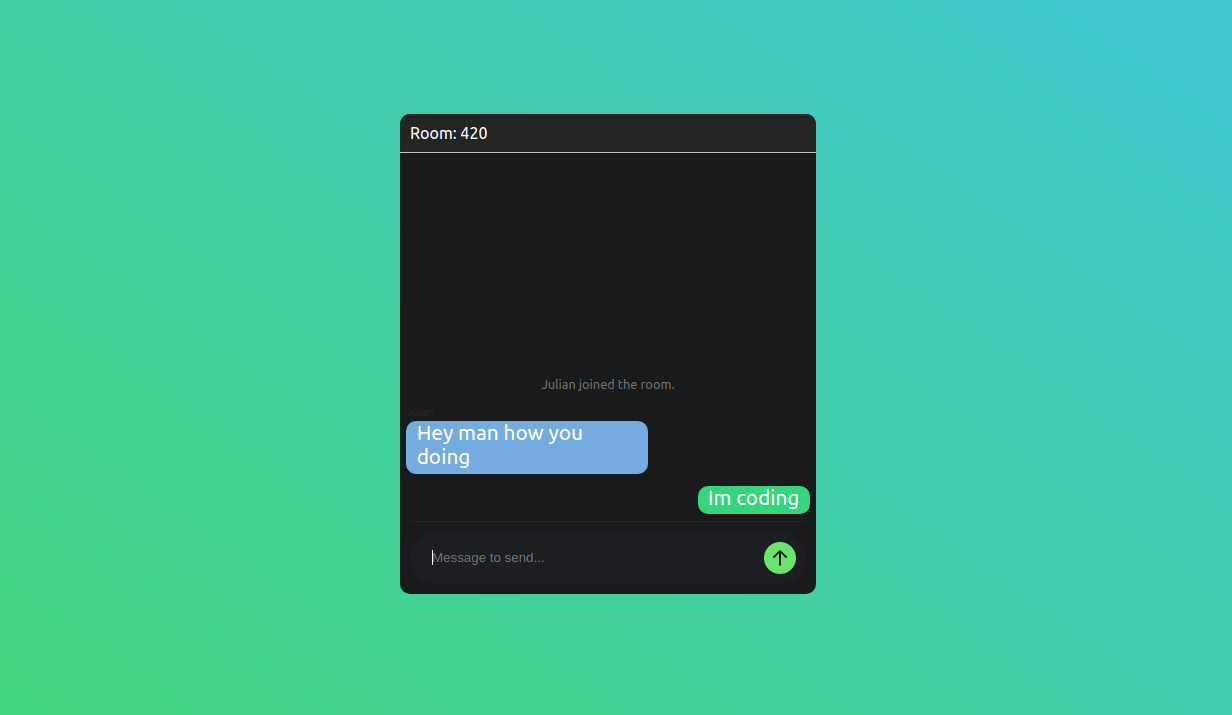 Room: 420
Julian joined the room.
Julian
Hey man how you
doing
Im coding
Message to send...